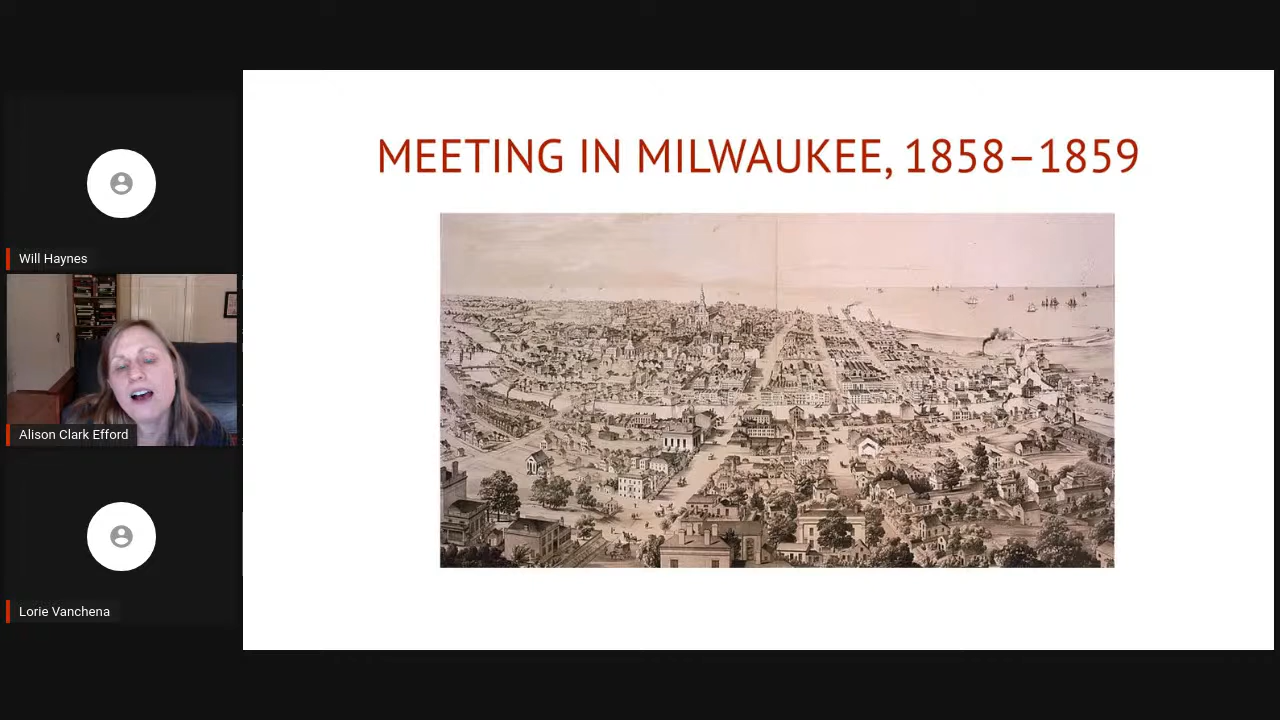 MEETING IN MILWAUKEE, 1858–1859
Will Haynes
Alison Clark Efford
Lorie Vanchena